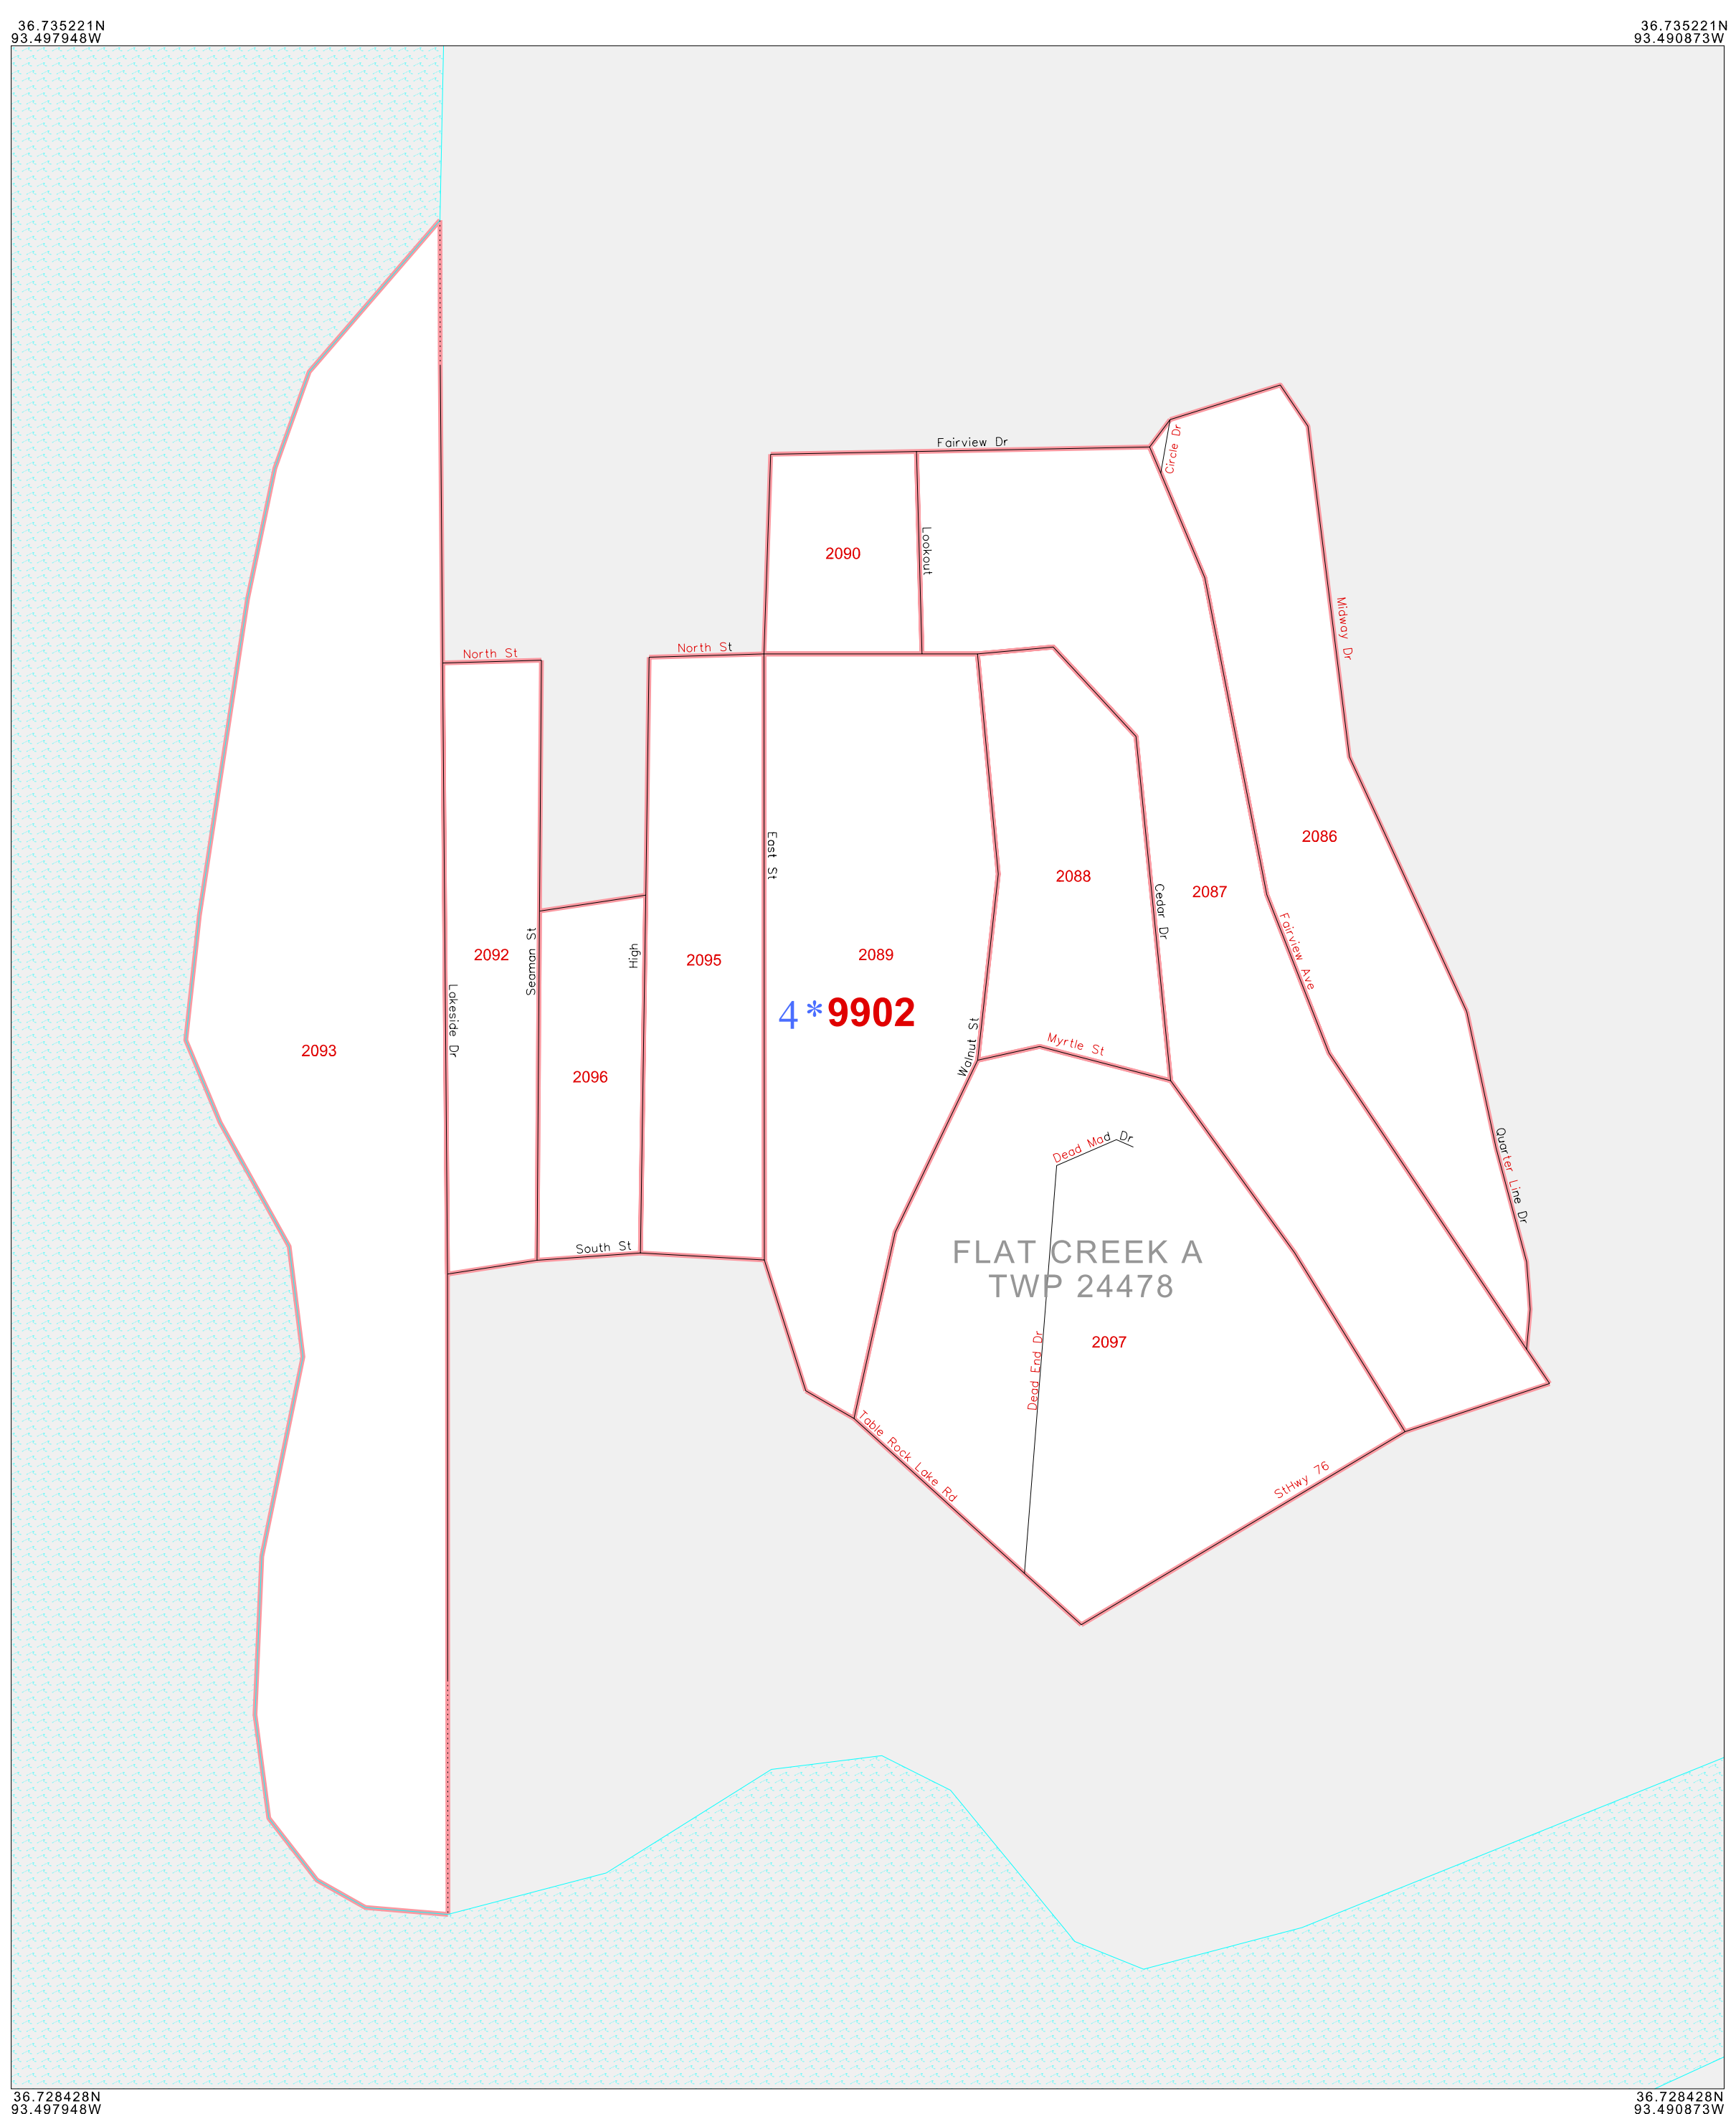 36.735221N
93.497948W
36.735221N
93.490873W
Fairview Dr
Circle Dr
2090
Lookout
Midway Dr
North St
North St
East St
2086
2088
2087
Cedar Dr
Fairview Ave
Seaman St
High
2092
2095
2089
Lakeside Dr
4*9902
Walnut St
Myrtle St
2093
2096
Dead Mad Dr
Quarter Line Dr
South St
FLAT CREEK A
TWP 24478
2097
Dead End Dr
Table Rock Lake Rd
StHwy 76
36.728428N
93.497948W
36.728428N
93.490873W